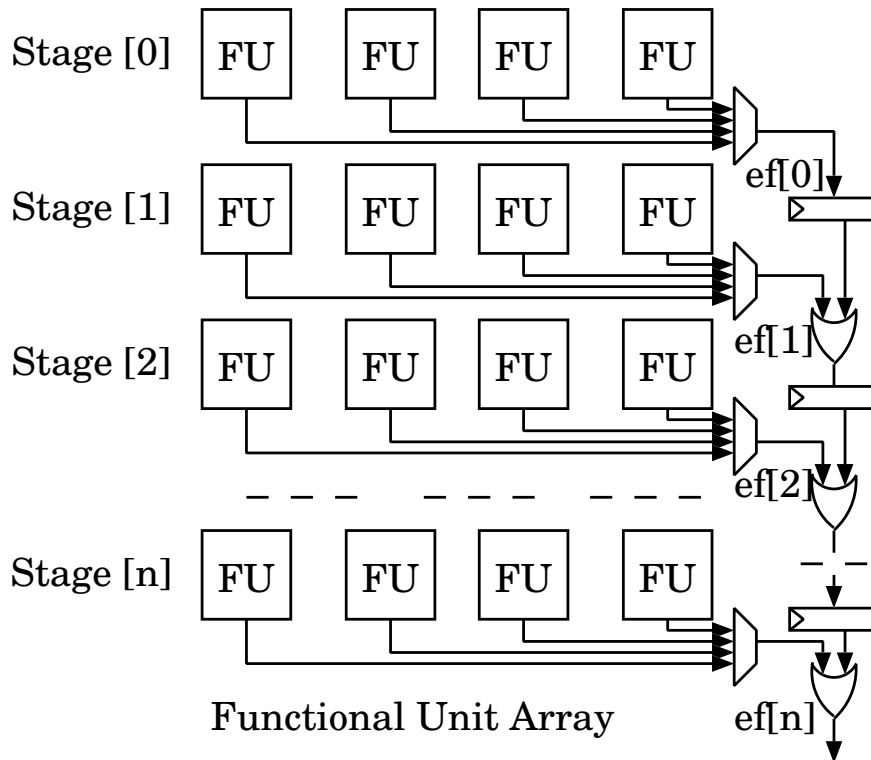 Stage [0] FU FU FU FU
ef[0]
Stage [1] FU FU FU FU
ef[1]
Stage [2] FU FU FU FU
ef[2]
Stage [n] FU FU FU FU
Functional Unit Array ef[n]